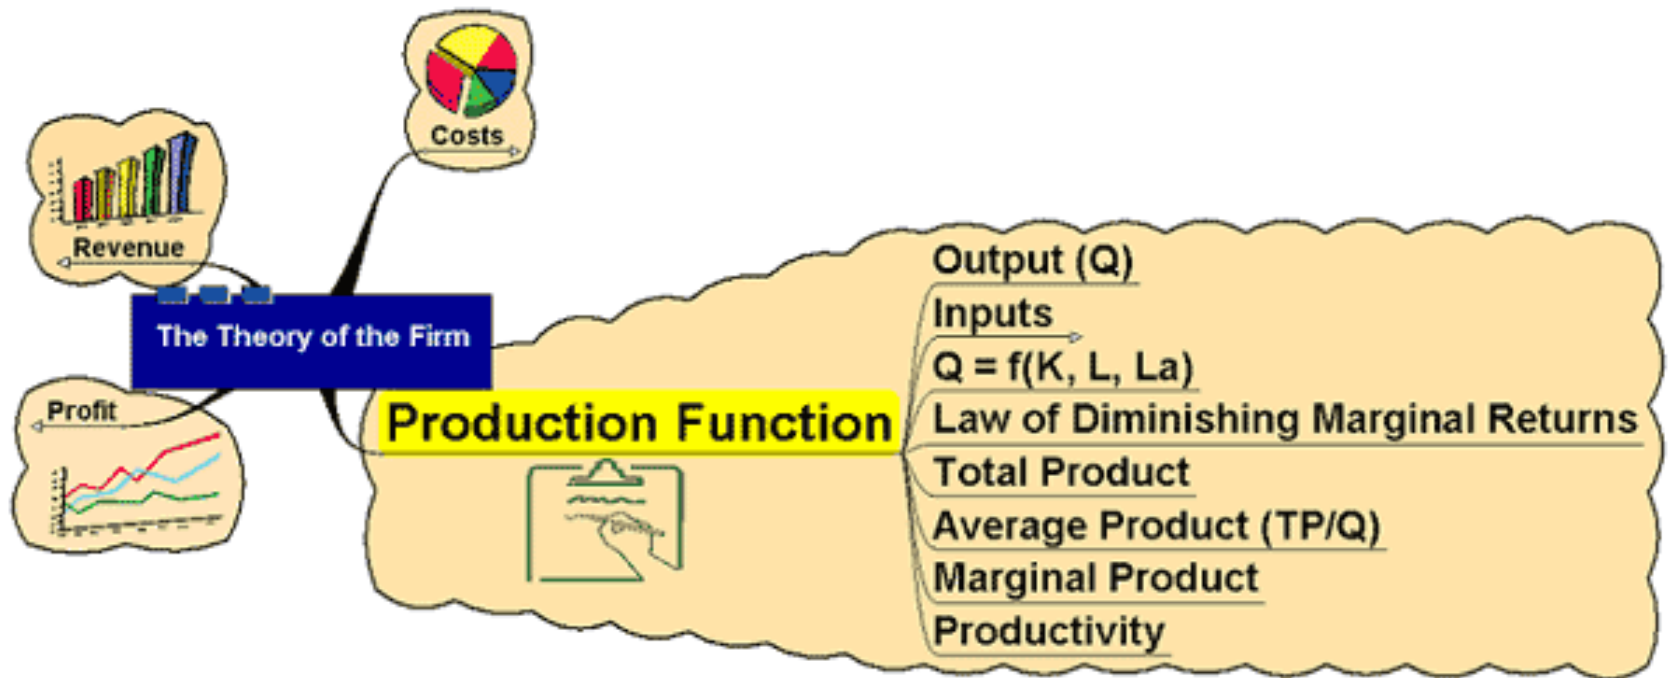 Costs
Revenue
The Theory of the Firm
Profit
Production Function
Output (Q)
Inputs
Q = f(K, L, La)
Law of Diminishing Marginal Returns
Total Product
Average Product (TP/Q)
Marginal Product
Productivity